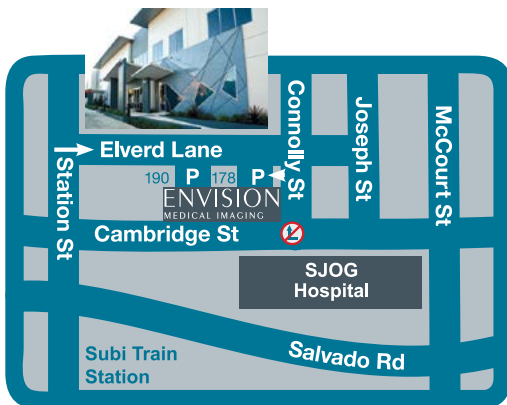 Elverd Lane
Connolly St
Joseph St
McCourt St
Station St
190 P 178 P
ENVISION
MEDICAL IMAGING
Cambridge St
SJOG
Hospital
Salvado Rd
Subi Train
Station